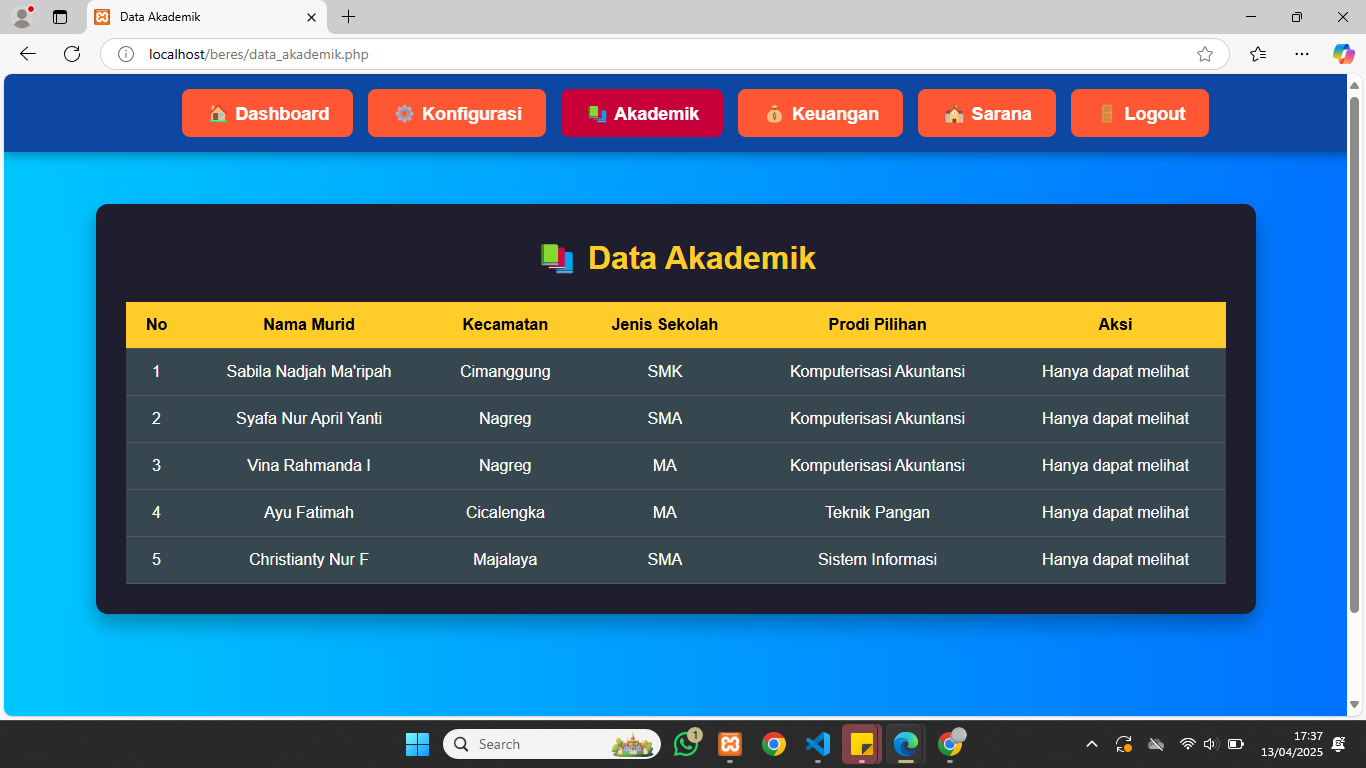 Data Akademik
localhost/beres/data_akademik.php
Dashboard Konfigurasi Akademik Keuangan Sarana Logout
Data Akademik
No Nama Murid Kecamatan Jenis Sekolah Prodi Pilihan Aksi
1 Sabila Nadjah Ma'ripah Cimanggung SMK Komputerisasi Akuntansi Hanya dapat melihat
2 Syafa Nur April Yanti Nagreg SMA Komputerisasi Akuntansi Hanya dapat melihat
3 Vina Rahmanda I Nagreg MA Komputerisasi Akuntansi Hanya dapat melihat
4 Ayu Fatimah Cicalengka MA Teknik Pangan Hanya dapat melihat
5 Christianty Nur F Majalaya SMA Sistem Informasi Hanya dapat melihat
Search 1 17:37
13/04/2025